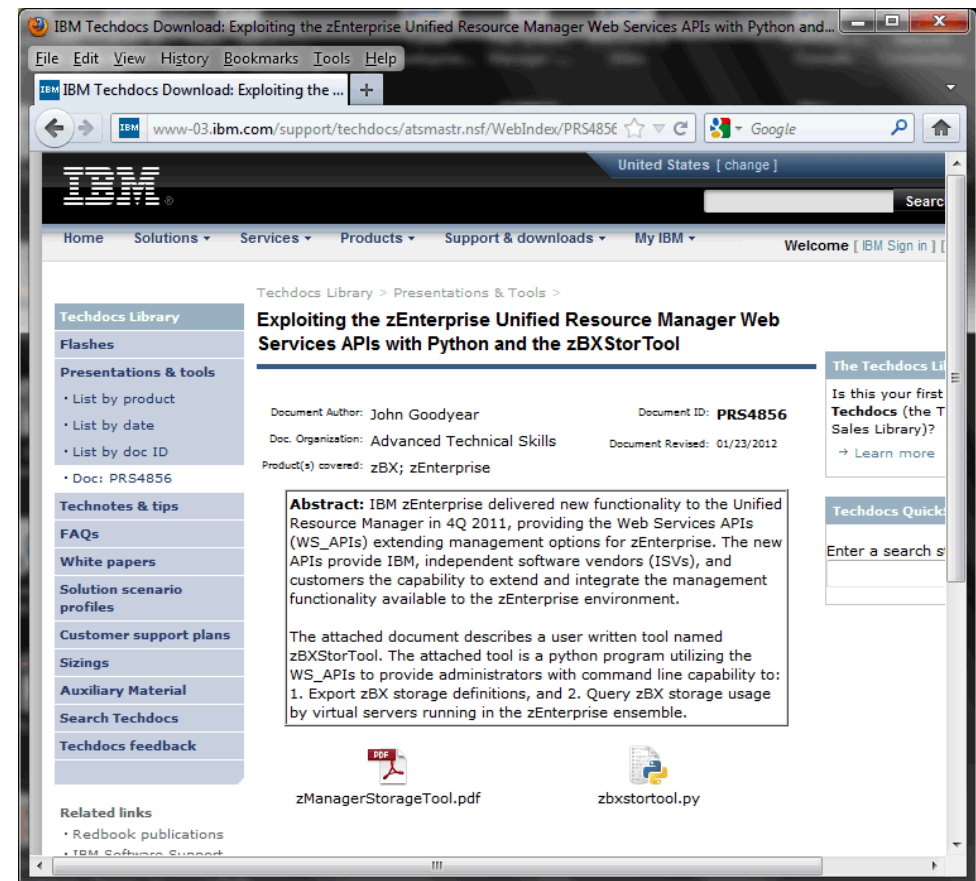 IBM Techdocs Download: Exploiting the zEnterprise Unified Resource Manager Web Services APIs with Python and...
File Edit View History Bookmarks Tools Help
IBM IBM Techdocs Download: Exploiting the ... +
IBM www-03.ibm.com/support/techdocs/atsmastr.nsf/WebIndex/PRS4856 Google
United States [ change ]
IBM ®
Searc
Home Solutions Services Products Support & downloads My IBM Welcome [ IBM Sign in ] [
Techdocs Library > Presentations & Tools >
Exploiting the zEnterprise Unified Resource Manager Web
Services APIs with Python and the zBXStorTool
Techdocs Library
Flashes
Presentations & tools
· List by product
· List by date
· List by doc ID
· Doc: PRS4856
Technotes & tips
FAQs
White papers
Solution scenario
profiles
Customer support plans
Sizings
Auxiliary Material
Search Techdocs
Techdocs feedback
Related links
· Redbook publications
· IBM Software Support
Document Author: John Goodyear Document ID: PRS4856
Doc. Organization: Advanced Technical Skills Document Revised: 01/23/2012
Product(s) covered: zBX; zEnterprise
Abstract: IBM zEnterprise delivered new functionality to the Unified
Resource Manager in 4Q 2011, providing the Web Services APIs
(WS_APIs) extending management options for zEnterprise. The new
APIs provide IBM, independent software vendors (ISVs), and
customers the capability to extend and integrate the management
functionality available to the zEnterprise environment.
The attached document describes a user written tool named
zBXStorTool. The attached tool is a python program utilizing the
WS_APIs to provide administrators with command line capability to:
1. Export zBX storage definitions, and 2. Query zBX storage usage
by virtual servers running in the zEnterprise ensemble.
PDF
zManagerStorageTool.pdf zbxstortool.py
The Techdocs Li
Is this your first
Techdocs (the T
Sales Library)?
→ Learn more
Techdocs QuickS
Enter a search s